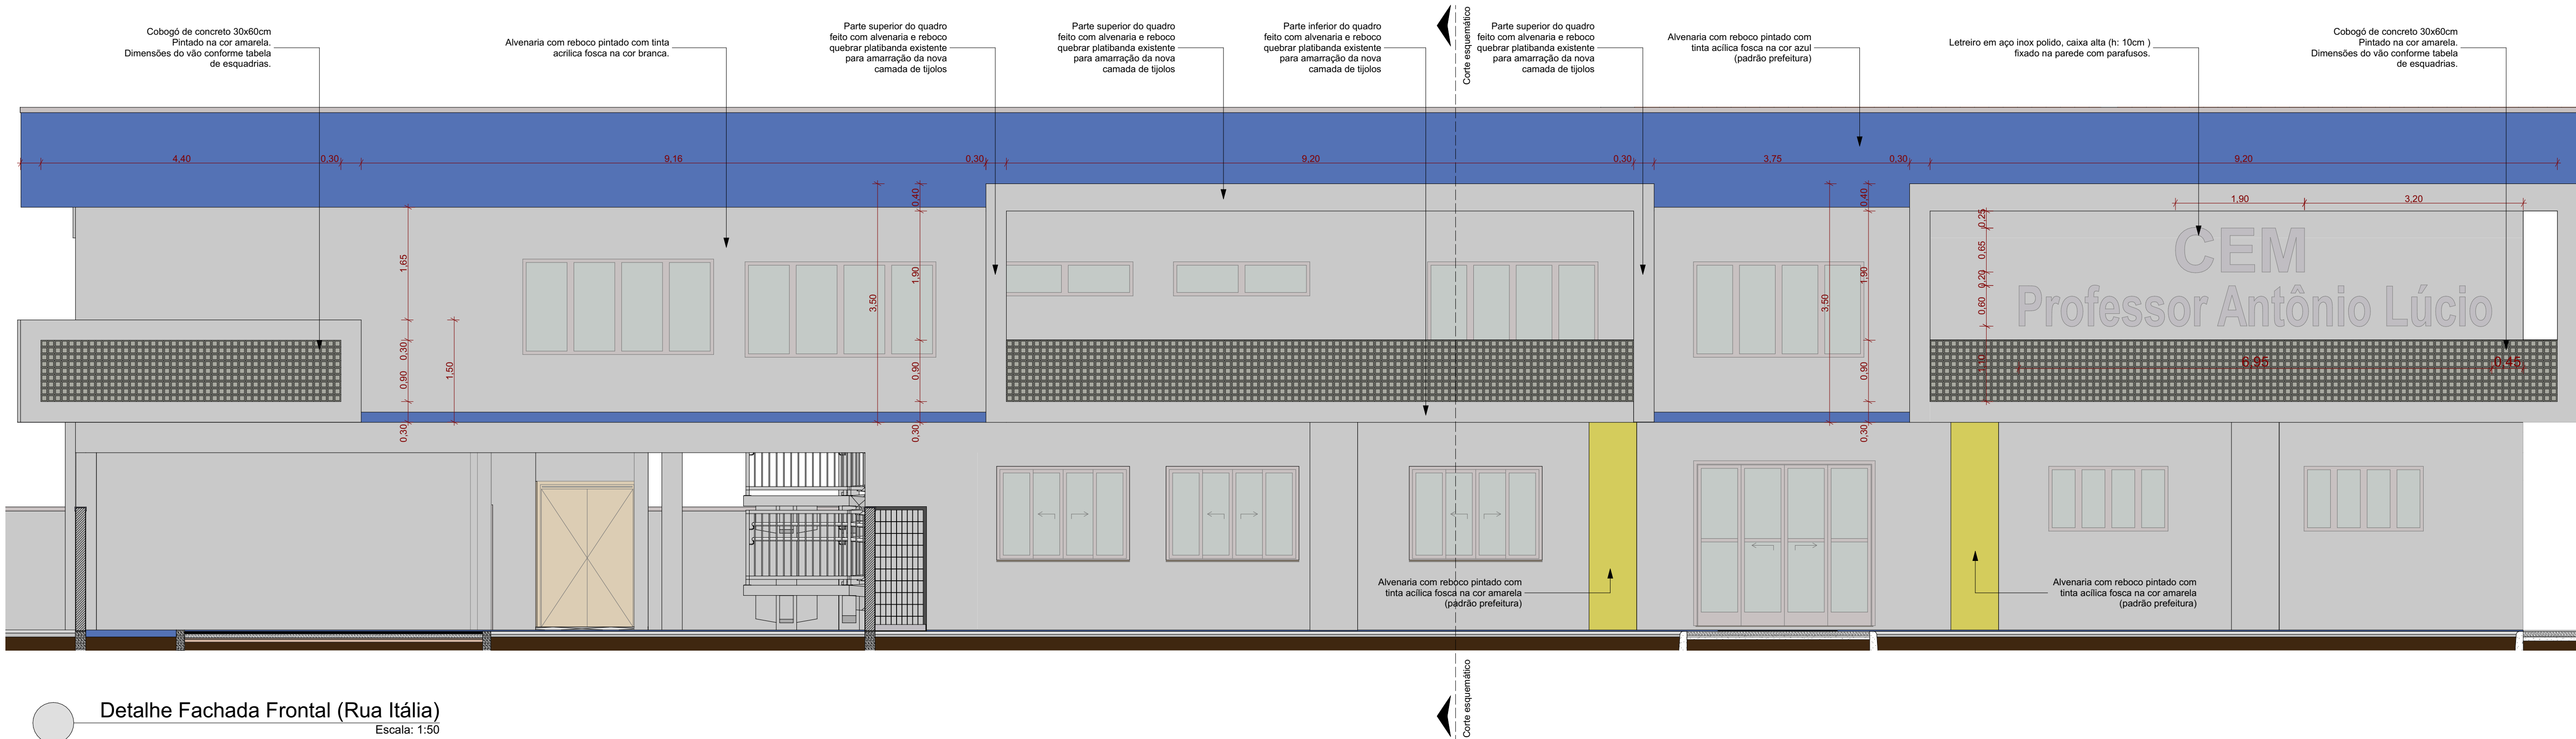 Cobogó de concreto 30x60cm
Pintado na cor amarela.
Dimensões do vão conforme tabela
de esquadrias.
Alvenaria com reboco pintado com tinta
acrílica fosca na cor branca.
Parte superior do quadro
feito com alvenaria e reboco
quebrar platibanda existente
para amarração da nova
camada de tijolos
Parte superior do quadro
feito com alvenaria e reboco
quebrar platibanda existente
para amarração da nova
camada de tijolos
Parte inferior do quadro
feito com alvenaria e reboco
quebrar platibanda existente
para amarração da nova
camada de tijolos
Corte esquemático
Parte superior do quadro
feito com alvenaria e reboco
quebrar platibanda existente
para amarração da nova
camada de tijolos
Alvenaria com reboco pintado com
tinta acílica fosca na cor azul
(padrão prefeitura)
Letreiro em aço inox polido, caixa alta (h: 10cm )
fixado na parede com parafusos.
Cobogó de concreto 30x60cm
Pintado na cor amarela.
Dimensões do vão conforme tabela
de esquadrias.
4,40
0,30
9,16
0,30
9,20
0,30
3,75
0,30
9,20
1,65
0,30
0,90
0,30
1,50
3,50
0,40
1,90
0,90
0,30
3,50
0,40
1,90
0,90
0,30
1,90
3,20
0,25
0,65
0,20
0,60
1,10
CEM
Professor Antônio Lúcio
6,95
0,45
Alvenaria com reboco pintado com
tinta acílica fosca na cor amarela
(padrão prefeitura)
Alvenaria com reboco pintado com
tinta acílica fosca na cor amarela
(padrão prefeitura)
Corte esquemático
Detalhe Fachada Frontal (Rua Itália)
Escala: 1:50